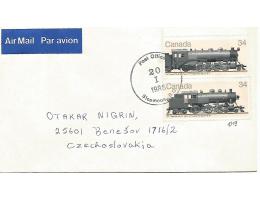 Air Mail Par avion
Canada 34
Post Office
20
I
1986
Canada 34
OTAKAR NIGRIN,
25601 Benešov 1716/2
Czechoslovakia